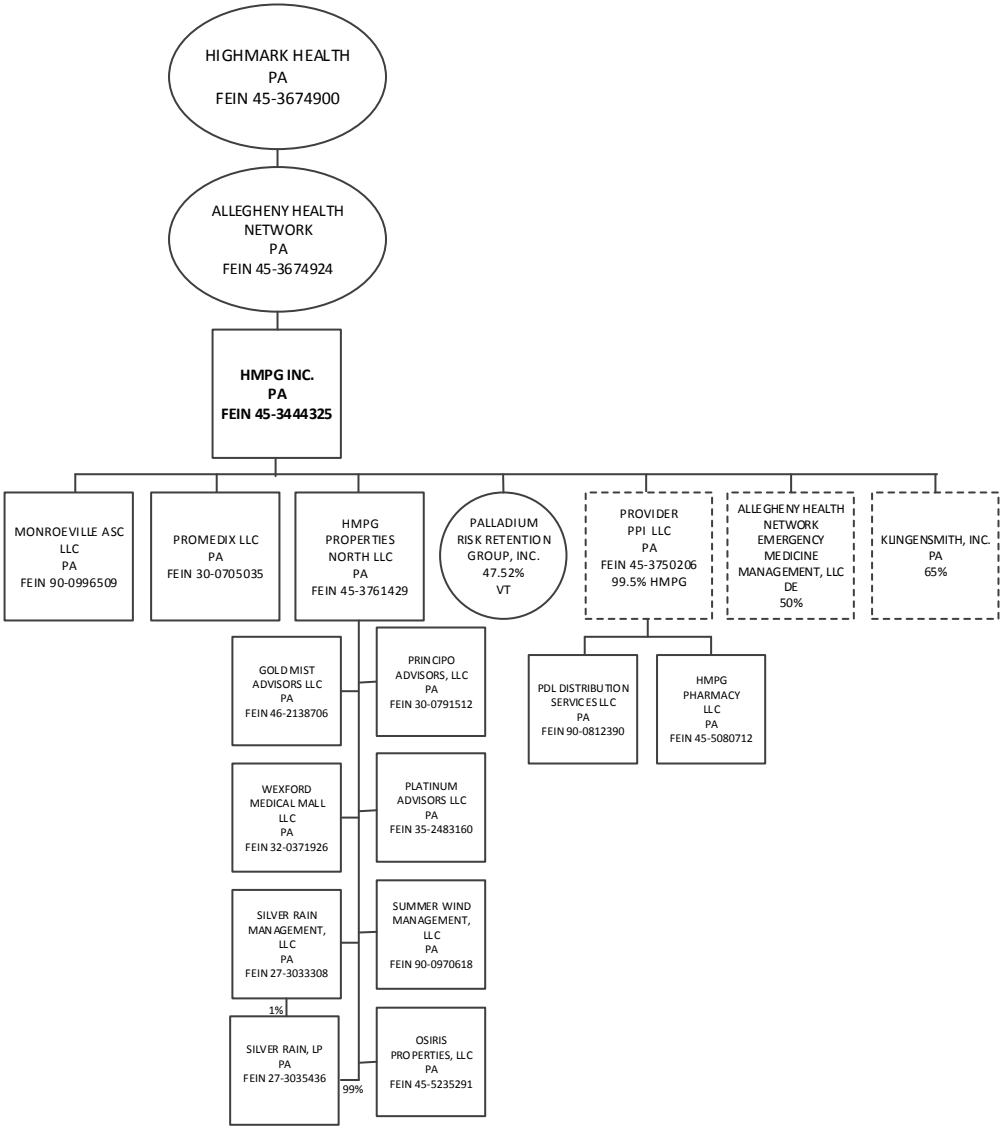 HIGHMARK HEALTH
PA
FEIN 45-3674900
ALLEGHENY HEALTH
NETWORK
PA
FEIN 45-3674924
HMPG INC.
PA
FEIN 45-3444325
MONROEVILLE ASC
LLC
PA
FEIN 90-0996509
PROMEDIX LLC
PA
FEIN 30-0705035
HMPG
PROPERTIES
NORTH LLC
PA
FEIN 45-3761429
PALLADIUM
RISK RETENTION
GROUP, INC.
47.52%
VT
PROVIDER
PPI LLC
PA
FEIN 45-3750206
99.5% HMPG
ALLEGHENY HEALTH
NETWORK
EMERGENCY
MEDICINE
MANAGEMENT, LLC
DE
50%
KLINGENSMITH, INC.
PA
65%
GOLD MIST
ADVISORS LLC
PA
FEIN 46-2138706
PRINCIPO
ADVISORS, LLC
PA
FEIN 30-0791512
PDL DISTRIBUTION
SERVICES LLC
PA
FEIN 90-0812390
HMPG
PHARMACY
LLC
PA
FEIN 45-5080712
WEXFORD
MEDICAL MALL
LLC
PA
FEIN 32-0371926
PLATINUM
ADVISORS LLC
PA
FEIN 35-2483160
SILVER RAIN
MANAGEMENT,
LLC
PA
FEIN 27-3033308
SUMMER WIND
MANAGEMENT,
LLC
PA
FEIN 90-0970618
1%
SILVER RAIN, LP
PA
FEIN 27-3035436
99%
OSIRIS
PROPERTIES, LLC
PA
FEIN 45-5235291